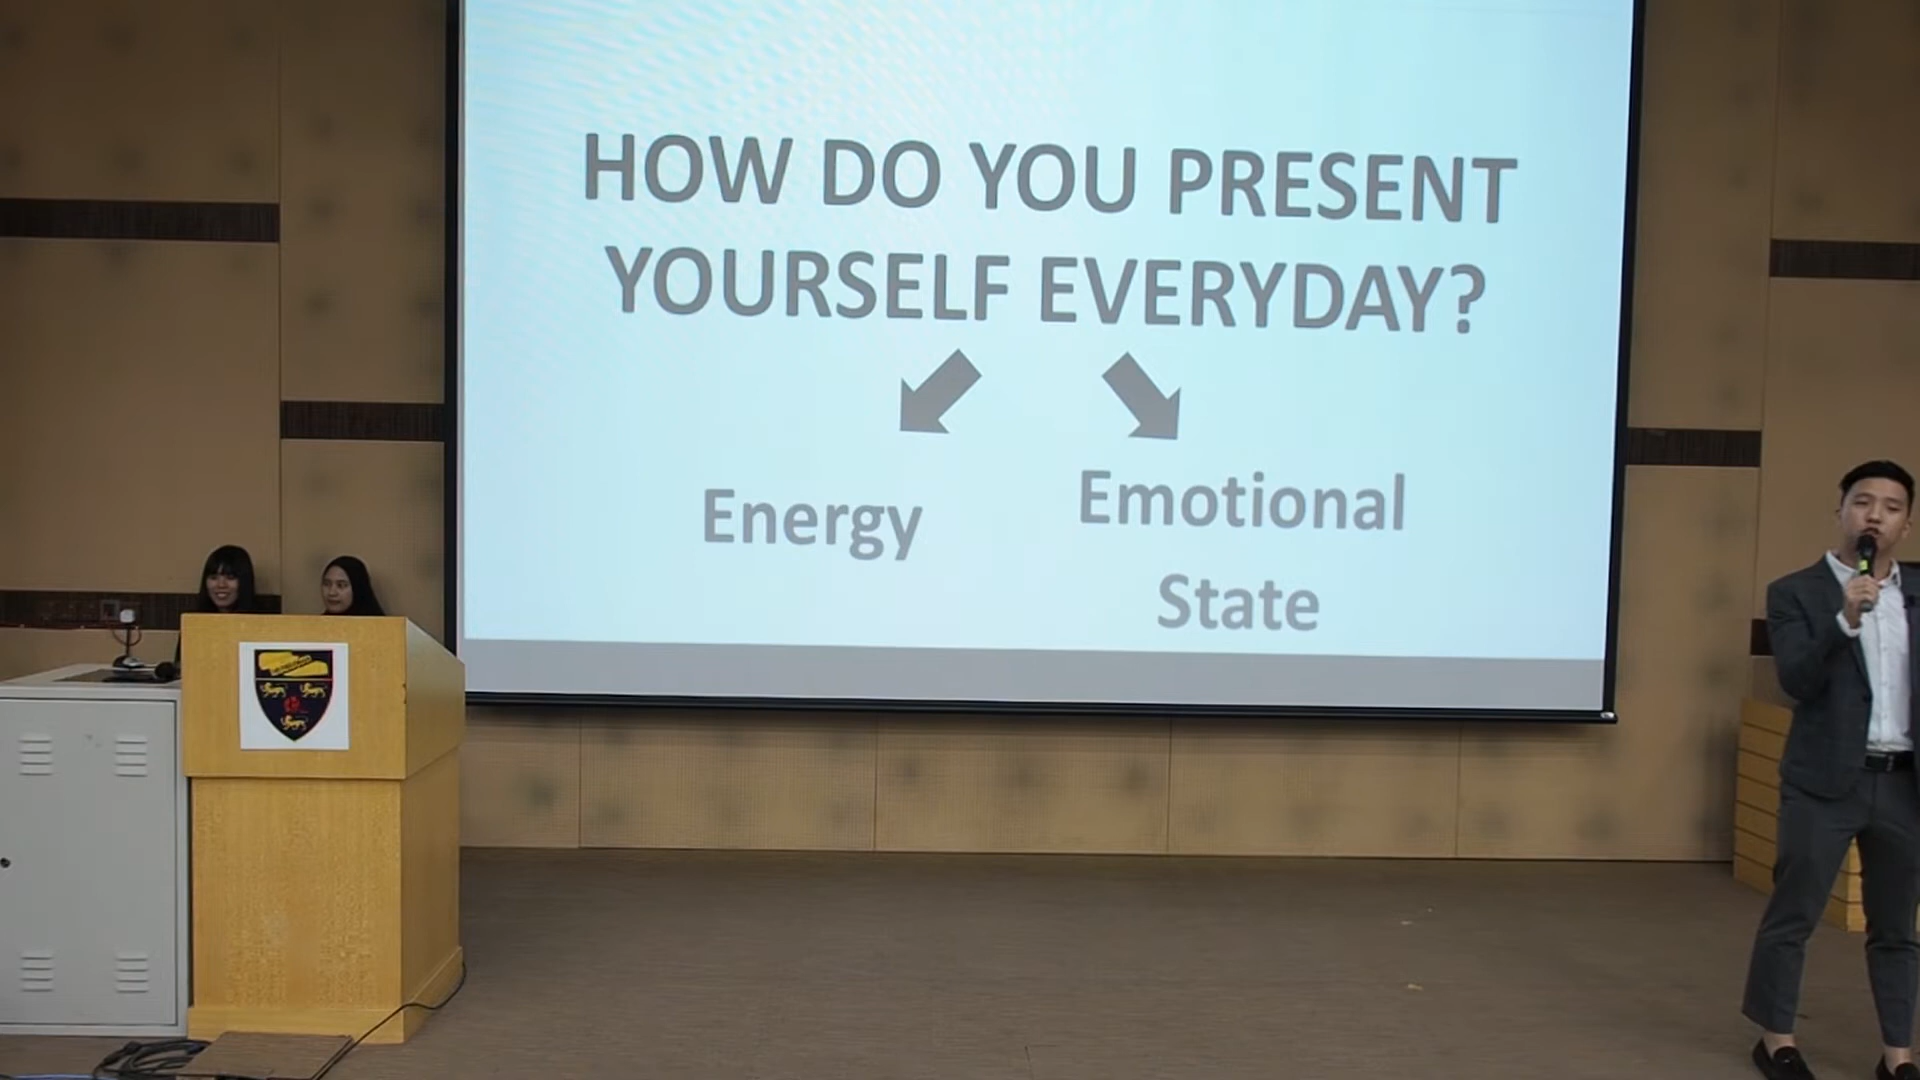 HOW DO YOU PRESENT
YOURSELF EVERYDAY?
Energy
Emotional
State